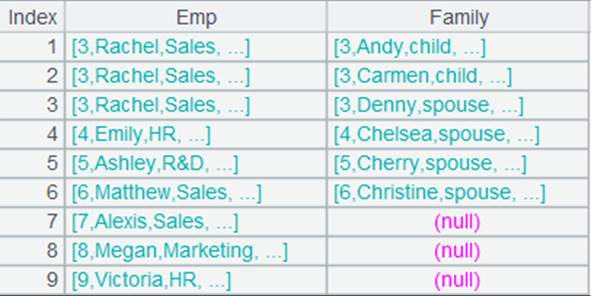 Index Emp Family
1 [3,Rachel,Sales, ...] [3,Andy,child, ...]
2 [3,Rachel,Sales, ...] [3,Carmen,child, ...]
3 [3,Rachel,Sales, ...] [3,Denny,spouse, ...]
4 [4,Emily,HR, ...] [4,Chelsea,spouse, ...]
5 [5,Ashley,R&D, ...] [5,Cherry,spouse, ...]
6 [6,Matthew,Sales, ...] [6,Christine,spouse, ...]
7 [7,Alexis,Sales, ...] (null)
8 [8,Megan,Marketing, ...] (null)
9 [9,Victoria,HR, ...] (null)